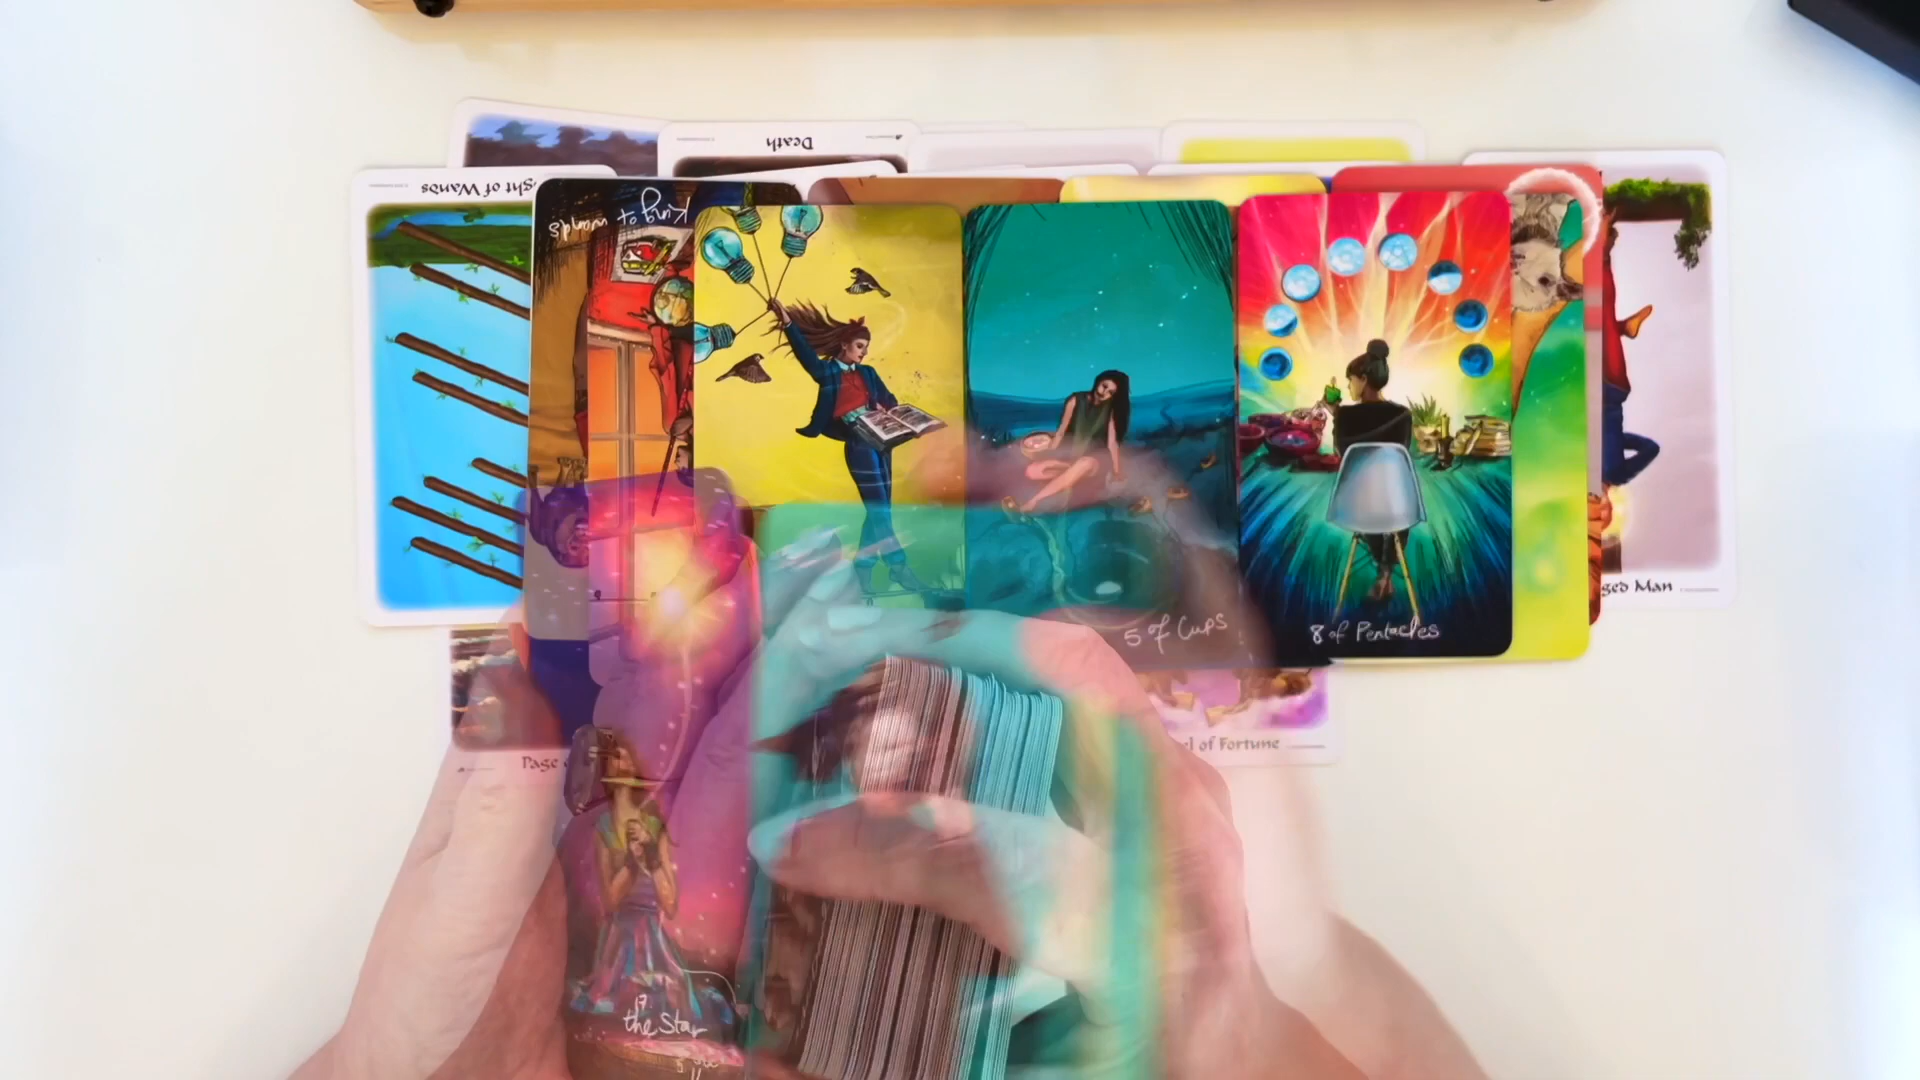 Death
ght of Wands
King of
wands
5 of Cups
8 of Pentacles
ged Man
el of Fortune
Page
17
the Star